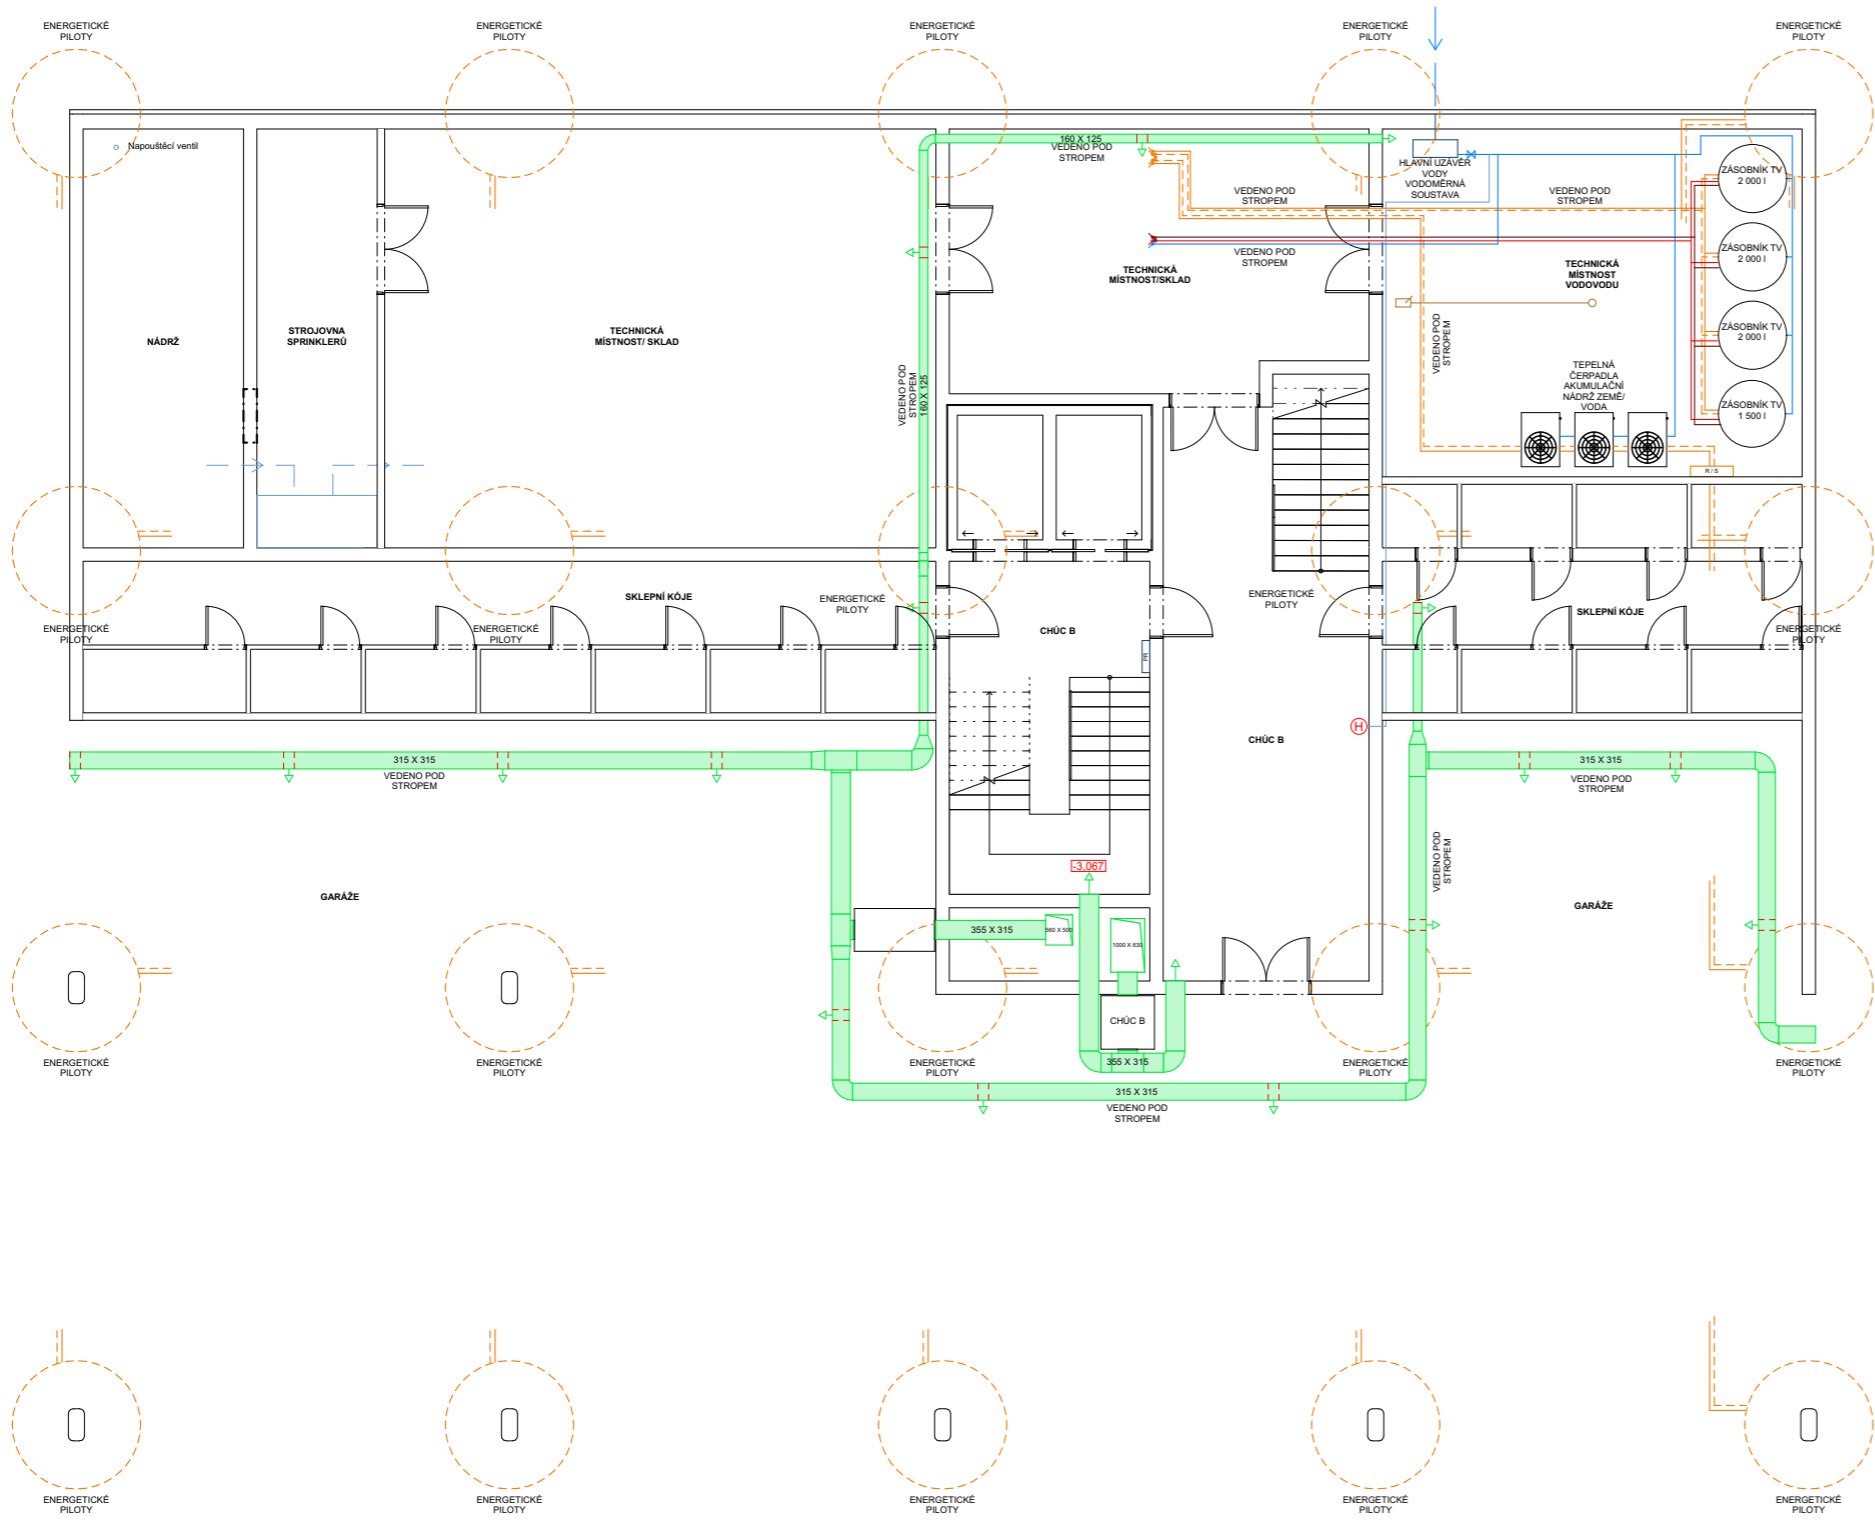 ENERGETICKÉ
PILOTY
ENERGETICKÉ
PILOTY
ENERGETICKÉ
PILOTY
ENERGETICKÉ
PILOTY
ENERGETICKÉ
PILOTY
Napouštěcí ventil
160 X 125
VEDENO POD
STROPEM
HLAVNÍ UZÁVĚR
VODY
VODOMĚRNÁ
SOUSTAVA
VEDENO POD
STROPEM
VEDENO POD
STROPEM
ZÁSOBNÍK TV
2 000 l
VEDENO POD
STROPEM
ZÁSOBNÍK TV
2 000 l
TECHNICKÁ
MÍSTNOST/SKLAD
TECHNICKÁ
MÍSTNOST
VODOVODU
NÁDRŽ
STROJOVNA
SPRINKLERŮ
TECHNICKÁ
MÍSTNOST/ SKLAD
VEDENO POD
STROPEM
160 X 125
VEDENO POD
STROPEM
ZÁSOBNÍK TV
2 000 l
TEPELNÁ
ČERPADLA
AKUMULAČNÍ
NÁDRŽ ZEMĚ/
VODA
ZÁSOBNÍK TV
1 500 l
R / S
ENERGETICKÉ
PILOTY
SKLEPNÍ KÓJE
ENERGETICKÉ
PILOTY
ENERGETICKÉ
PILOTY
CHÚC B
ENERGETICKÉ
PILOTY
SKLEPNÍ KÓJE
ENERGETICKÉ
PILOTY
PR
H
CHÚC B
315 X 315
VEDENO POD
STROPEM
315 X 315
VEDENO POD
STROPEM
VEDENO POD
STROPEM
-3,067
GARÁŽE
GARÁŽE
355 X 315
560 X 500
1000 X 630
CHÚC B
355 X 315
ENERGETICKÉ
PILOTY
ENERGETICKÉ
PILOTY
ENERGETICKÉ
PILOTY
ENERGETICKÉ
PILOTY
ENERGETICKÉ
PILOTY
315 X 315
VEDENO POD
STROPEM
ENERGETICKÉ
PILOTY
ENERGETICKÉ
PILOTY
ENERGETICKÉ
PILOTY
ENERGETICKÉ
PILOTY
ENERGETICKÉ
PILOTY